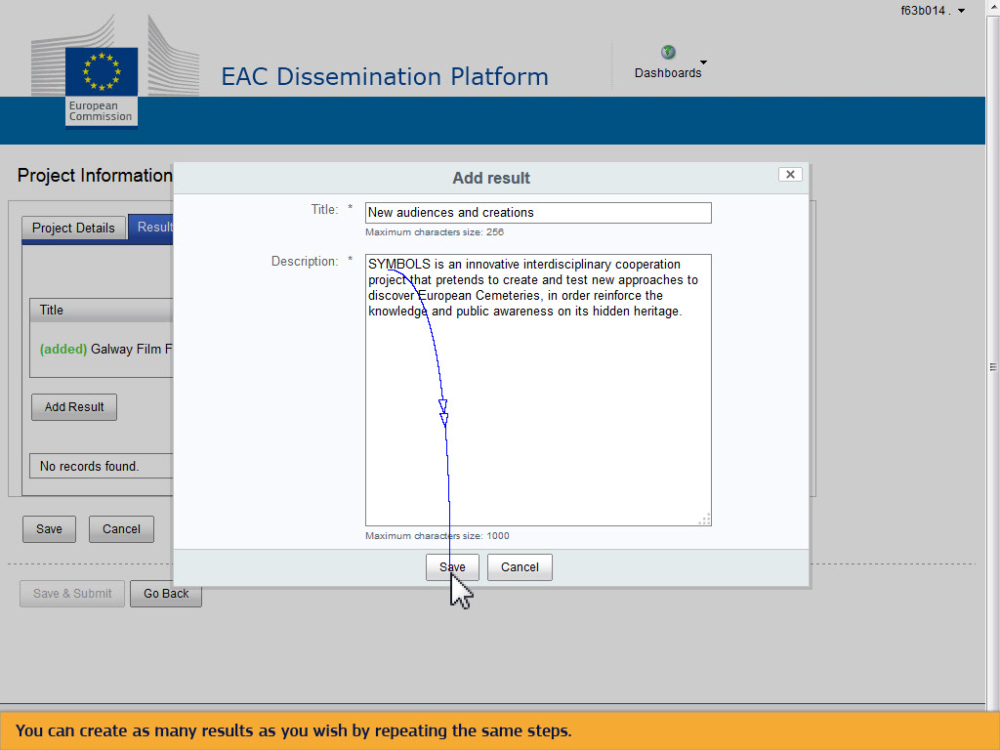 f63b014 .
EAC Dissemination Platform
Dashboards
European
Commission
Project Information
Add result
Project Details
Result
Title: *
New audiences and creations
Maximum characters size: 256
Description: *
SYMBOLS is an innovative interdisciplinary cooperation
project that pretends to create and test new approaches to
discover European Cemeteries, in order reinforce the
knowledge and public awareness on its hidden heritage.
Maximum characters size: 1000
Title
(added) Galway Film F
Add Result
No records found.
Save
Cancel
Save
Cancel
Save & Submit
Go Back
You can create as many results as you wish by repeating the same steps.